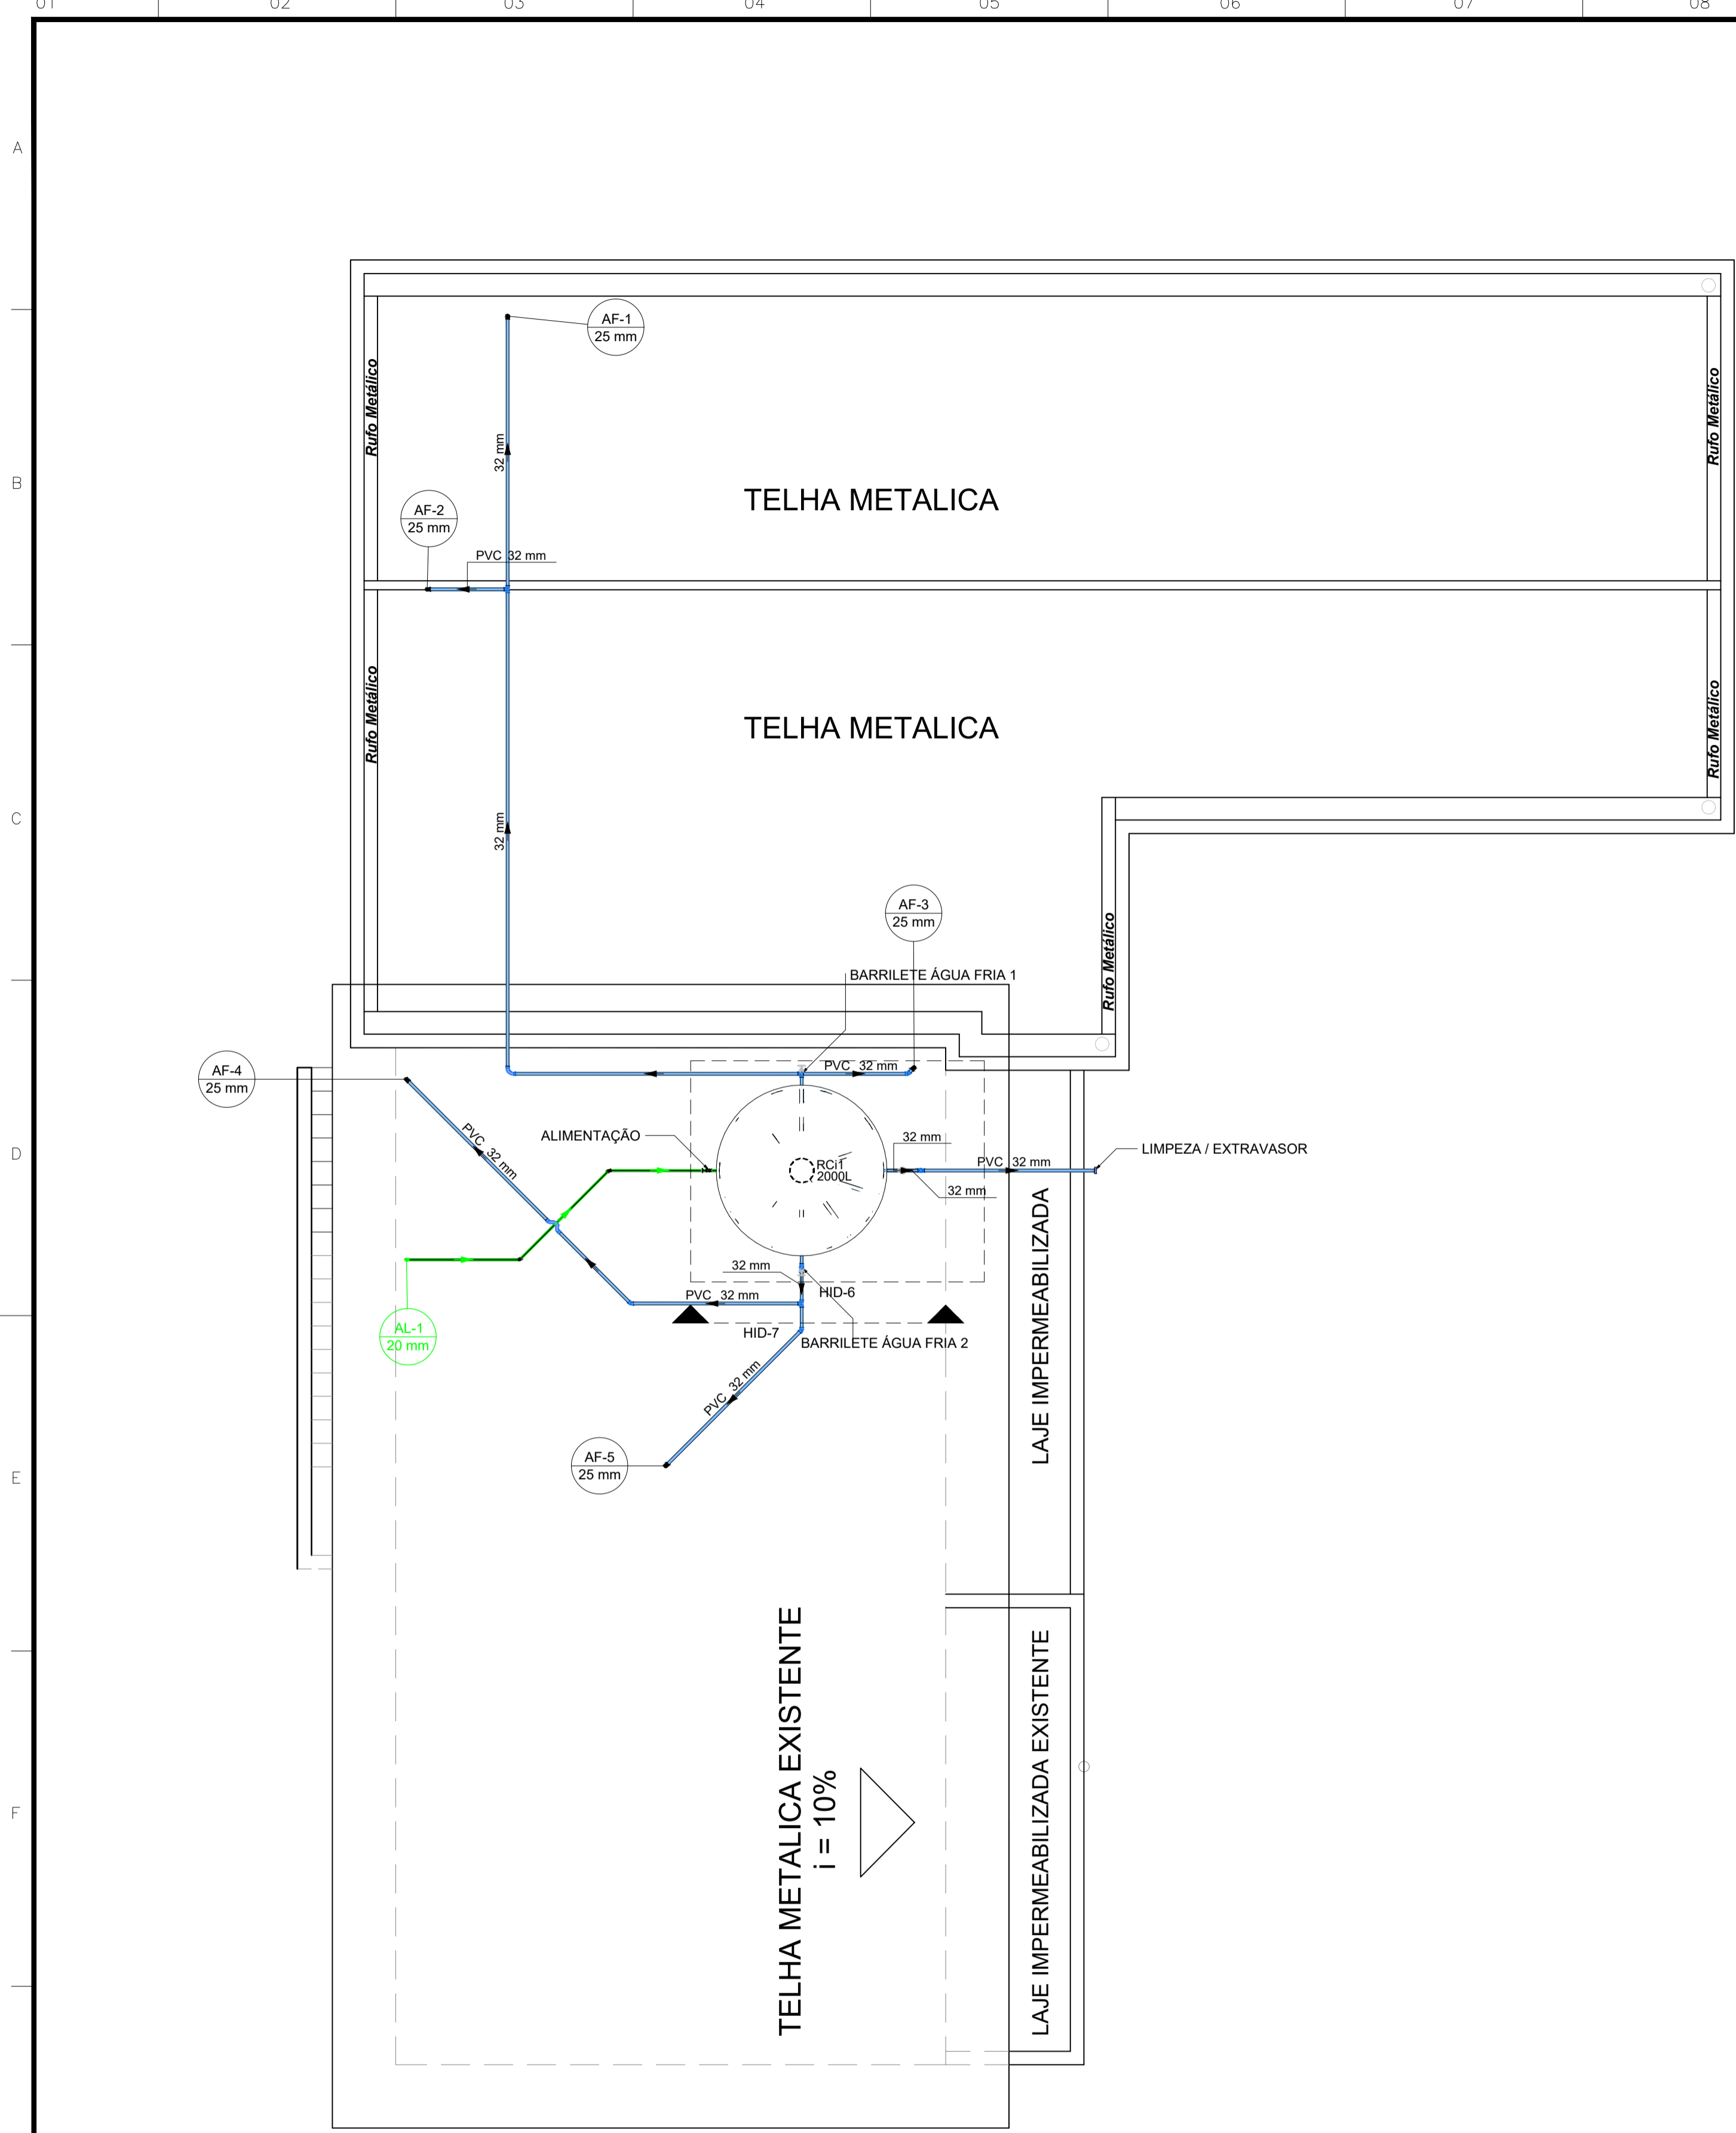 01 02 03 04 05 06 07 08
A
AF-1
25 mm
Rufo Metálico
Rufo Metálico
32 mm
B
TELHA METALICA
AF-2
25 mm
PVC 32 mm
Rufo Metálico
Rufo Metálico
TELHA METALICA
C
32 mm
AF-3
25 mm
Rufo Metálico
BARRILETE ÁGUA FRIA 1
AF-4
25 mm
PVC 32 mm
D
PVC 32 mm
ALIMENTAÇÃO
32 mm
LIMPEZA / EXTRAVASOR
RCi1
2000L
PVC 32 mm
32 mm
32 mm
HID-6
PVC 32 mm
AL-1
20 mm
HID-7
BARRILETE ÁGUA FRIA 2
LAJE IMPERMEABILIZADA
PVC 32 mm
AF-5
25 mm
E
TELHA METALICA EXISTENTE
i = 10%
LAJE IMPERMEABILIZADA EXISTENTE
F